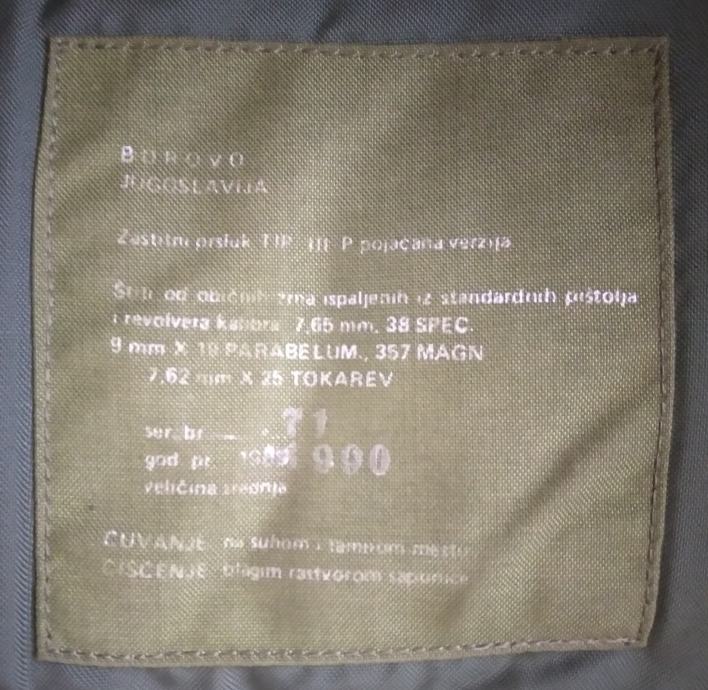 BOROVO
JUGOSLAVIJA
Zaštitni prsluk TIP III P pojačana verzija
Štiti od običnih zrna ispaljenih iz standardnih pištolja
i revolvera kalibra 7,65 mm, 38 SPEC.
9 mm X 19 PARABELUM., 357 MAGN
7,62 mm X 25 TOKAREV
ser. br. 71
god pr. 1990
veličina srednja
ČUVANJE na suhom i tamnom mestu
ČIŠĆENJE blagim rastvorom sapunice